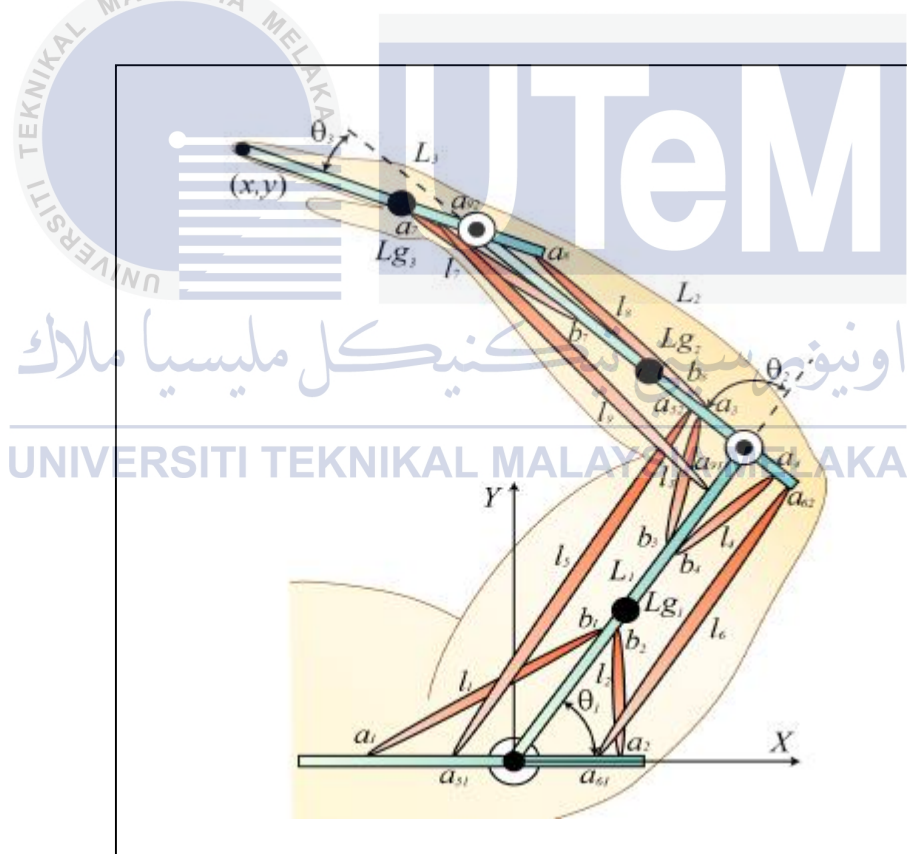 UNIVERSITI TEKNIKAL MALAYSIA MELAKA
UTeM
اونيۏرسيتي تيكنيكل مليسيا ملاك
UNIVERSITI TEKNIKAL MALAYSIA MELAKA
θ₃
L₃
(x,y)
a₉₂
a₇
Lg₃
l₇
a₈
L₂
l₈
b₇
Lg₂
b₈
θ₂
l₉
a₅₂
a₃
a₉₁
a₄
a₆₂
Y
l₃
b₃
l₄
b₄
l₅
L₁
Lg₁
b₁
b₂
l₆
l₁
l₂
θ₁
a₁
a₂
X
a₅₁
a₆₁